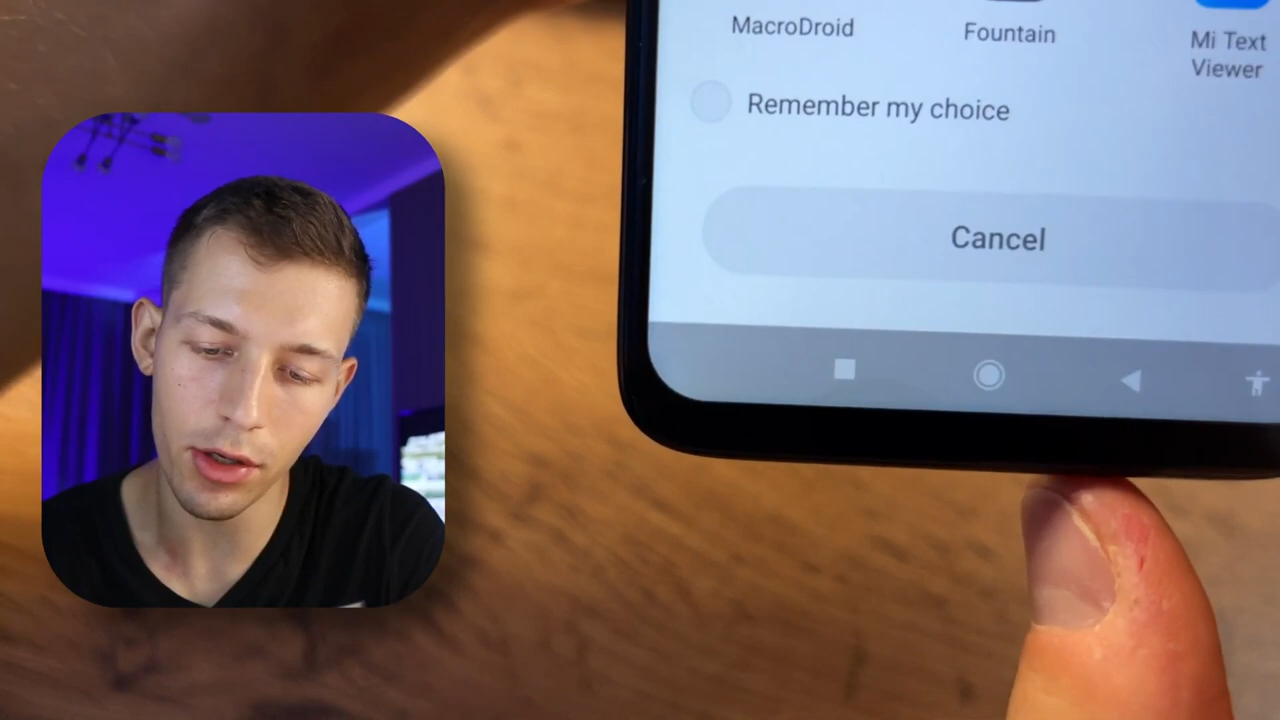 MacroDroid
Fountain
Mi Text
Viewer
Remember my choice
Cancel